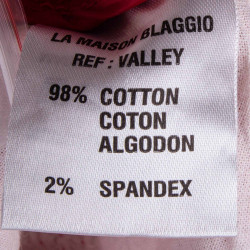 LA MAISON BLAGGIO
REF : VALLEY
98% COTTON
COTON
ALGODON
2% SPANDEX